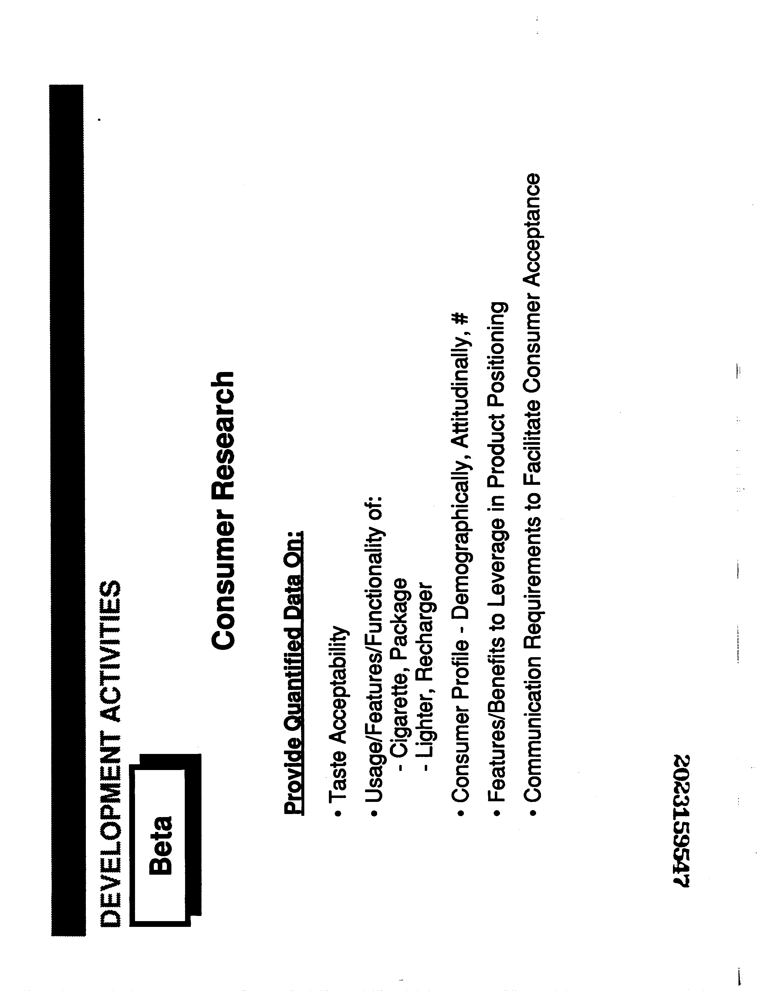 DEVELOPMENT ACTIVITIES
Beta
Consumer Research
Provide Quantified Data On:
• Taste Acceptability
• Usage/Features/Functionality of:
- Cigarette, Package
- Lighter, Recharger
• Consumer Profile - Demographically, Attitudinally, #
• Features/Benefits to Leverage in Product Positioning
• Communication Requirements to Facilitate Consumer Acceptance
2023159547